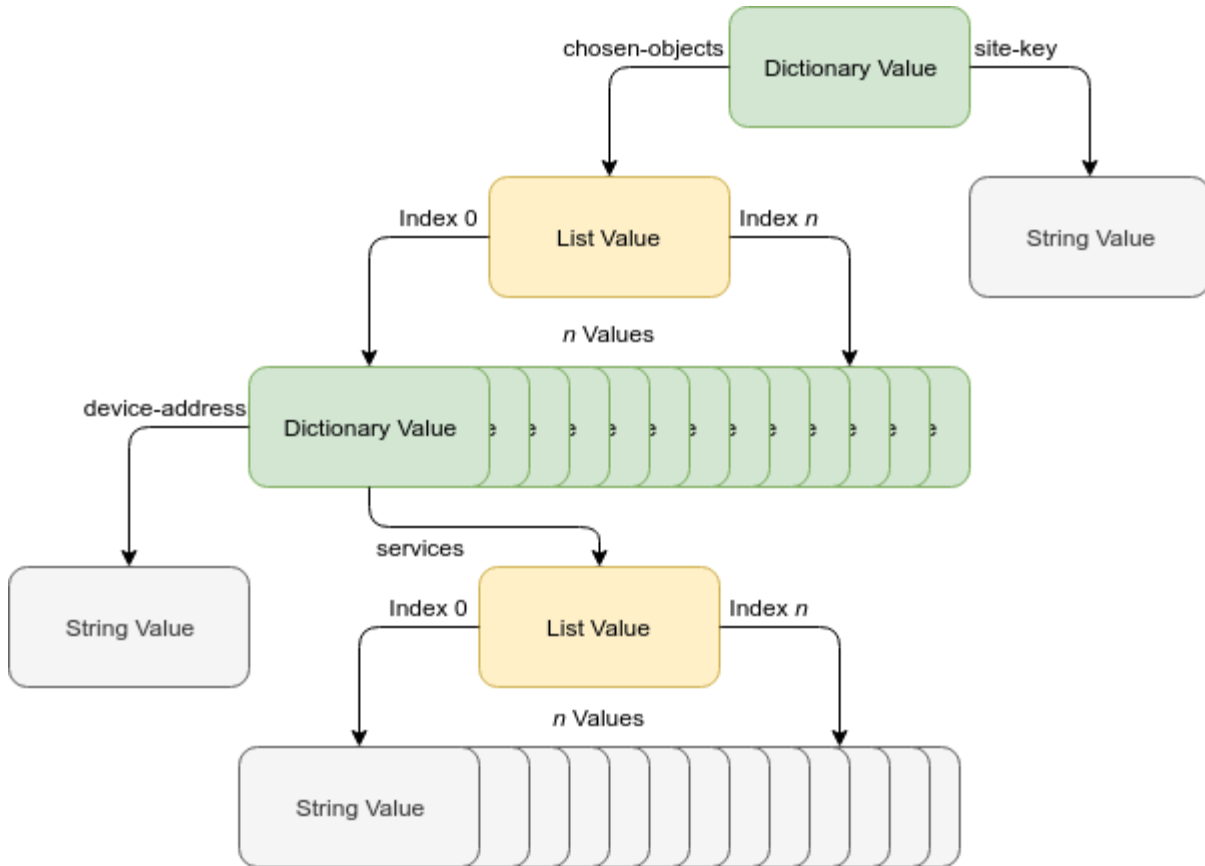 chosen-objects
Dictionary Value
site-key
List Value
String Value
Index 0
Index n
n Values
device-address
Dictionary Value
e e e e e e e e e e e e
services
String Value
List Value
Index 0
Index n
n Values
String Value